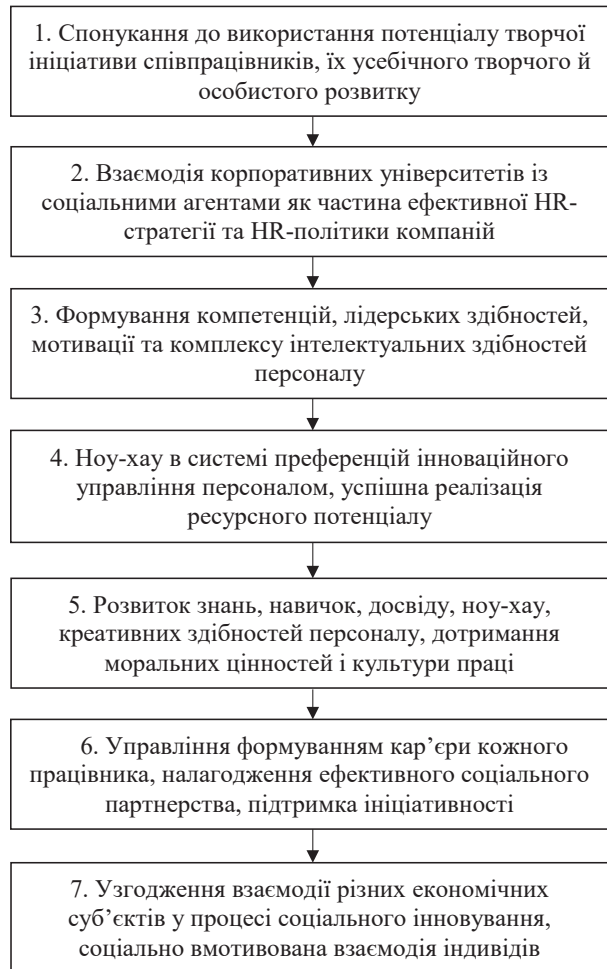 1. Спонукання до використання потенціалу творчої
ініціативи співпрацівників, їх усебічного творчого й
особистого розвитку
2. Взаємодія корпоративних університетів із
соціальними агентами як частина ефективної HR-
стратегії та HR-політики компаній
3. Формування компетенцій, лідерських здібностей,
мотивації та комплексу інтелектуальних здібностей
персоналу
4. Ноу-хау в системі преференцій інноваційного
управління персоналом, успішна реалізація
ресурсного потенціалу
5. Розвиток знань, навичок, досвіду, ноу-хау,
креативних здібностей персоналу, дотримання
моральних цінностей і культури праці
6. Управління формуванням кар’єри кожного
працівника, налагодження ефективного соціального
партнерства, підтримка ініціативності
7. Узгодження взаємодії різних економічних
суб’єктів у процесі соціального інновування,
соціально вмотивована взаємодія індивідів